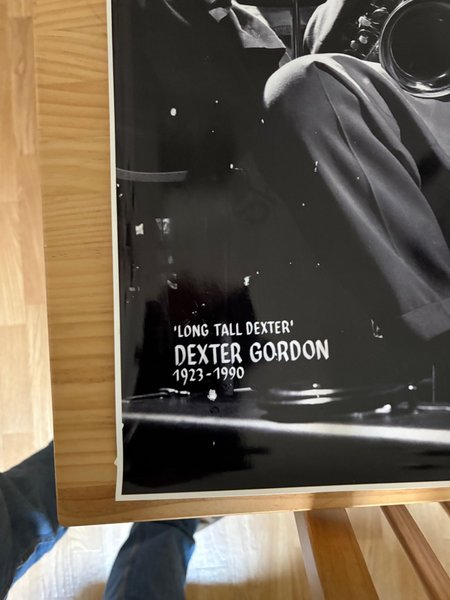 'LONG TALL DEXTER'
DEXTER GORDON
1923-1990